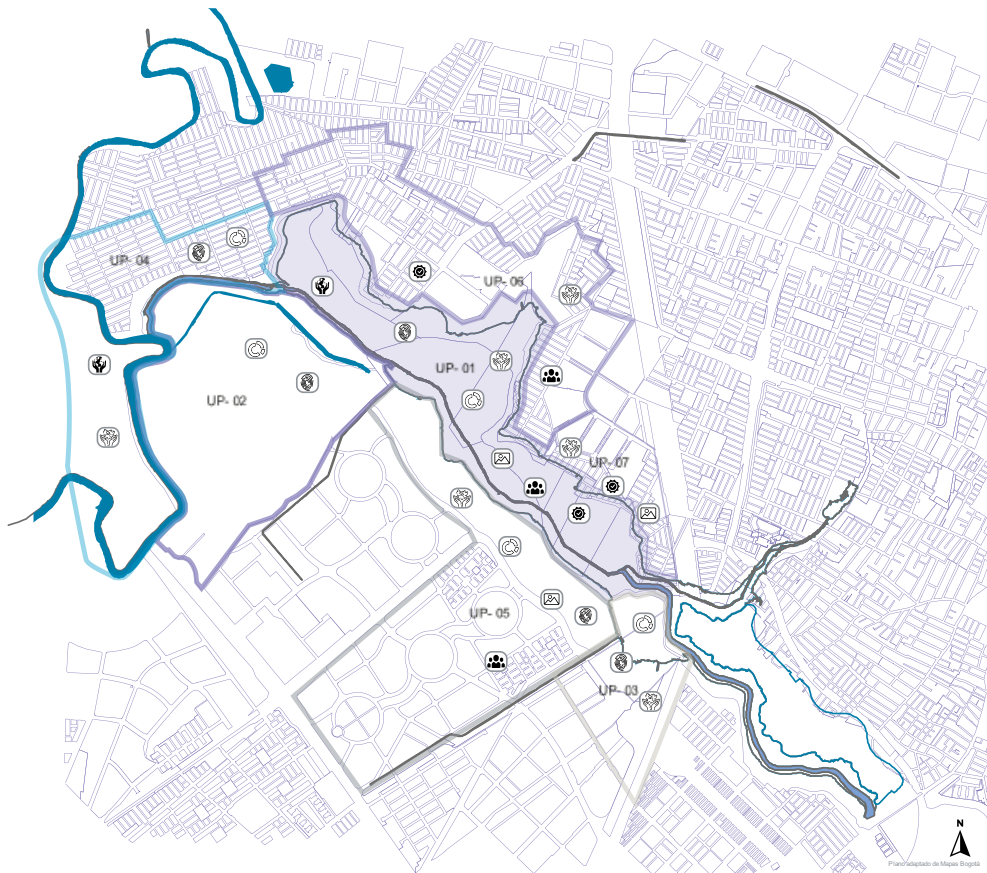 UP- 04
UP- 06
UP- 01
UP- 02
UP- 07
UP- 05
UP- 03
N
Plano adaptado de Mapas Bogotá